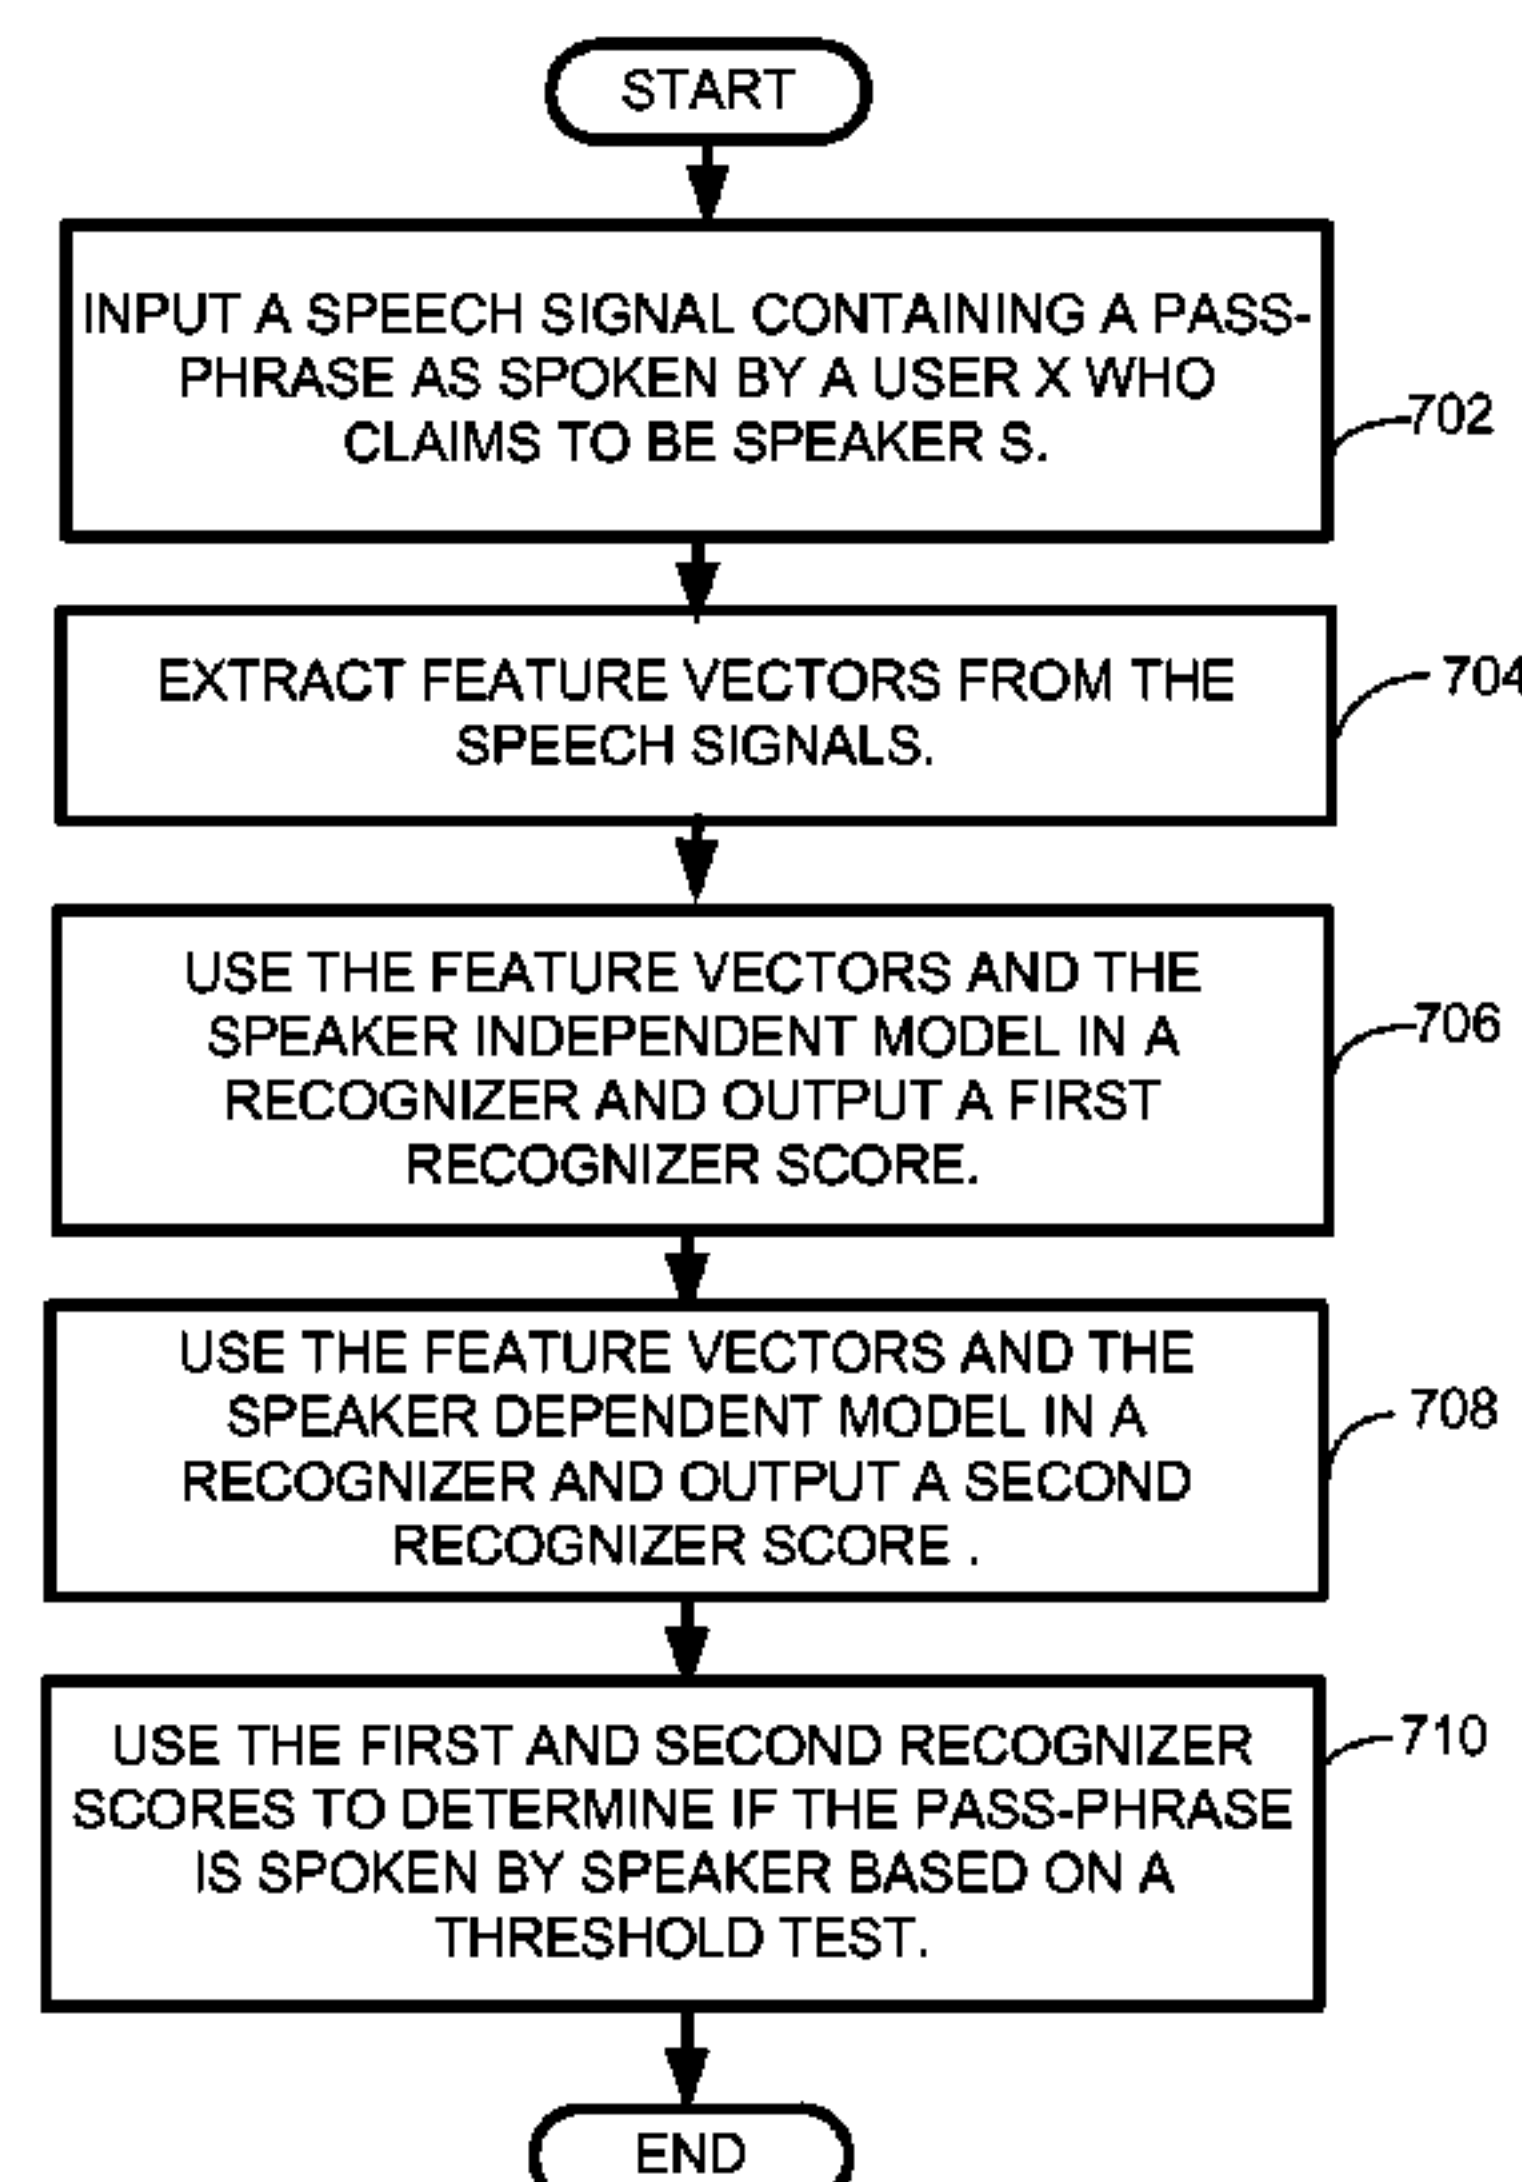 START
INPUT A SPEECH SIGNAL CONTAINING A PASS-
PHRASE AS SPOKEN BY A USER X WHO
CLAIMS TO BE SPEAKER S.
702
EXTRACT FEATURE VECTORS FROM THE
SPEECH SIGNALS.
704
USE THE FEATURE VECTORS AND THE
SPEAKER INDEPENDENT MODEL IN A
RECOGNIZER AND OUTPUT A FIRST
RECOGNIZER SCORE.
706
USE THE FEATURE VECTORS AND THE
SPEAKER DEPENDENT MODEL IN A
RECOGNIZER AND OUTPUT A SECOND
RECOGNIZER SCORE .
708
USE THE FIRST AND SECOND RECOGNIZER
SCORES TO DETERMINE IF THE PASS-PHRASE
IS SPOKEN BY SPEAKER BASED ON A
THRESHOLD TEST.
710
END